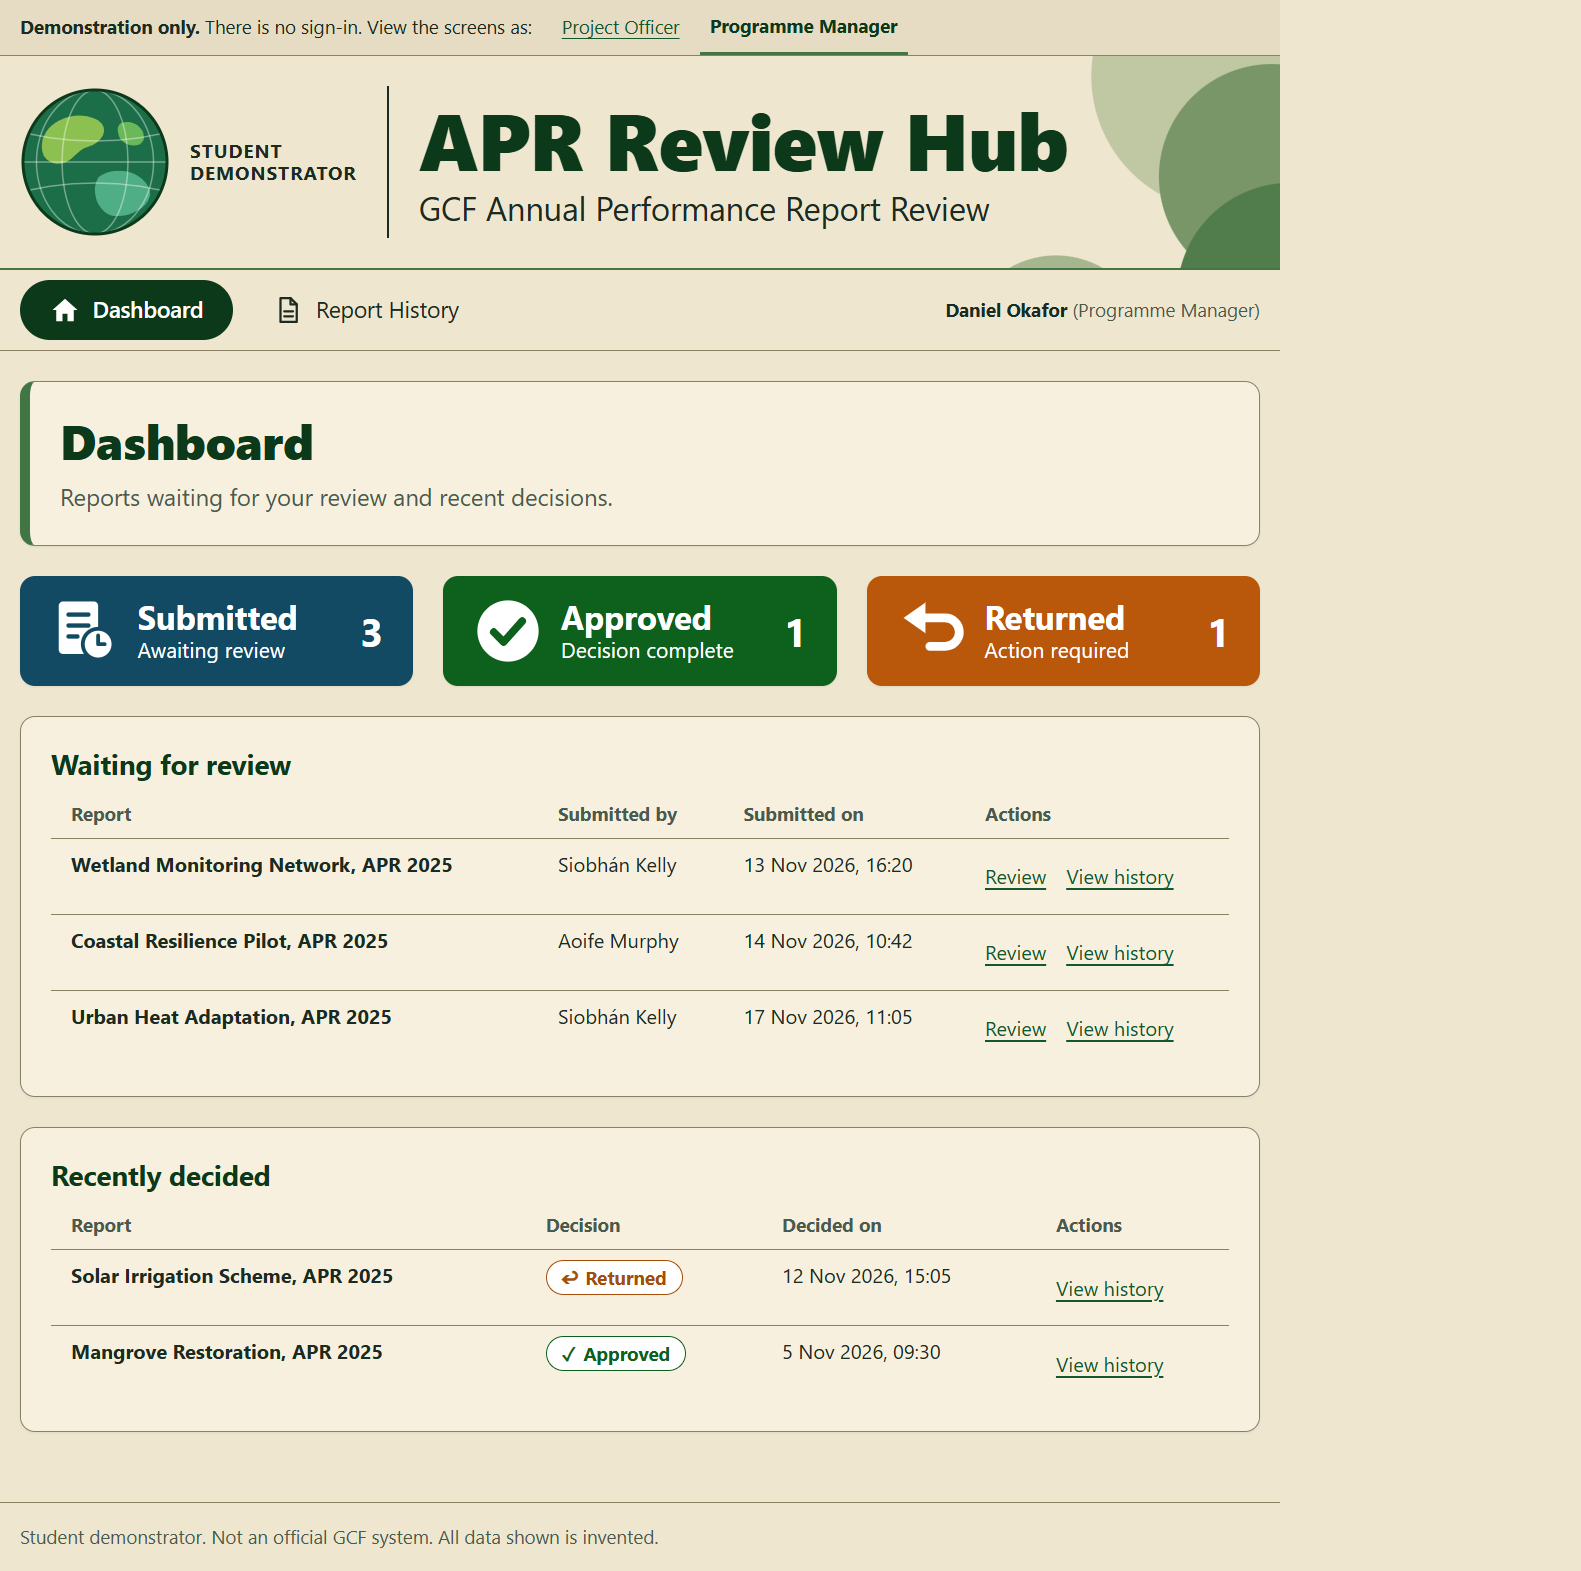 Demonstration only. There is no sign-in. View the screens as: Project Officer Programme Manager
STUDENT
DEMONSTRATOR
APR Review Hub
GCF Annual Performance Report Review
Dashboard Report History Daniel Okafor (Programme Manager)
Dashboard
Reports waiting for your review and recent decisions.
Submitted
Awaiting review
3
Approved
Decision complete
1
Returned
Action required
1
Waiting for review
Report Submitted by Submitted on Actions
Wetland Monitoring Network, APR 2025 Siobhán Kelly 13 Nov 2026, 16:20 Review View history
Coastal Resilience Pilot, APR 2025 Aoife Murphy 14 Nov 2026, 10:42 Review View history
Urban Heat Adaptation, APR 2025 Siobhán Kelly 17 Nov 2026, 11:05 Review View history
Recently decided
Report Decision Decided on Actions
Solar Irrigation Scheme, APR 2025 ↩ Returned 12 Nov 2026, 15:05 View history
Mangrove Restoration, APR 2025 ✓ Approved 5 Nov 2026, 09:30 View history
Student demonstrator. Not an official GCF system. All data shown is invented.